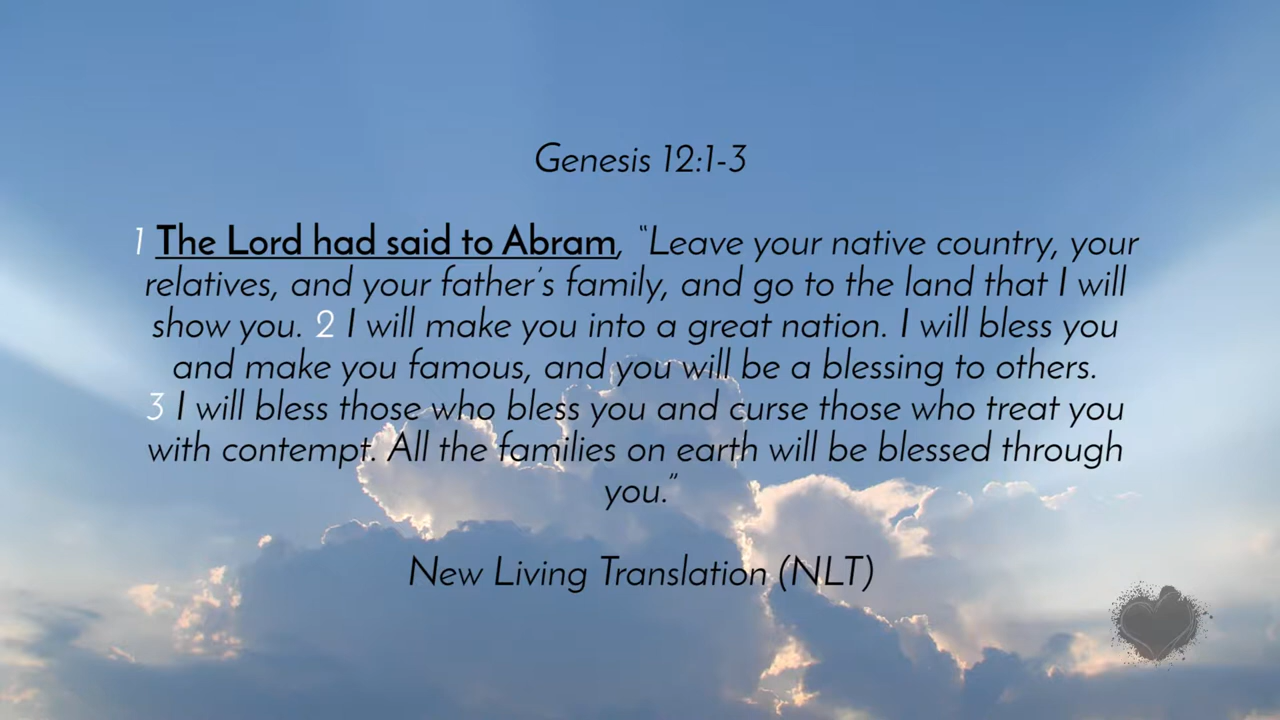 Genesis 12:1-3
1 The Lord had said to Abram, “Leave your native country, your
relatives, and your father’s family, and go to the land that I will
show you. 2 I will make you into a great nation. I will bless you
and make you famous, and you will be a blessing to others.
3 I will bless those who bless you and curse those who treat you
with contempt. All the families on earth will be blessed through
you.”
New Living Translation (NLT)